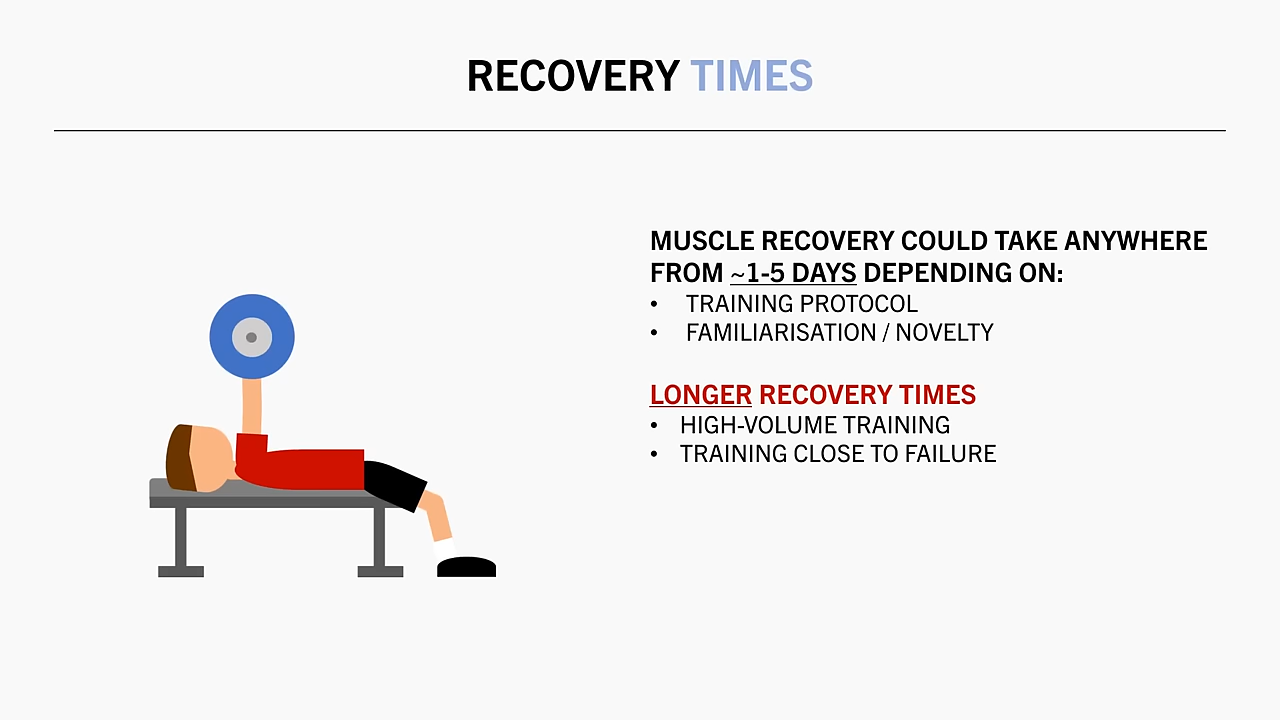 RECOVERY TIMES
MUSCLE RECOVERY COULD TAKE ANYWHERE
FROM ~1-5 DAYS DEPENDING ON:
• TRAINING PROTOCOL
• FAMILIARISATION / NOVELTY
LONGER RECOVERY TIMES
• HIGH-VOLUME TRAINING
• TRAINING CLOSE TO FAILURE